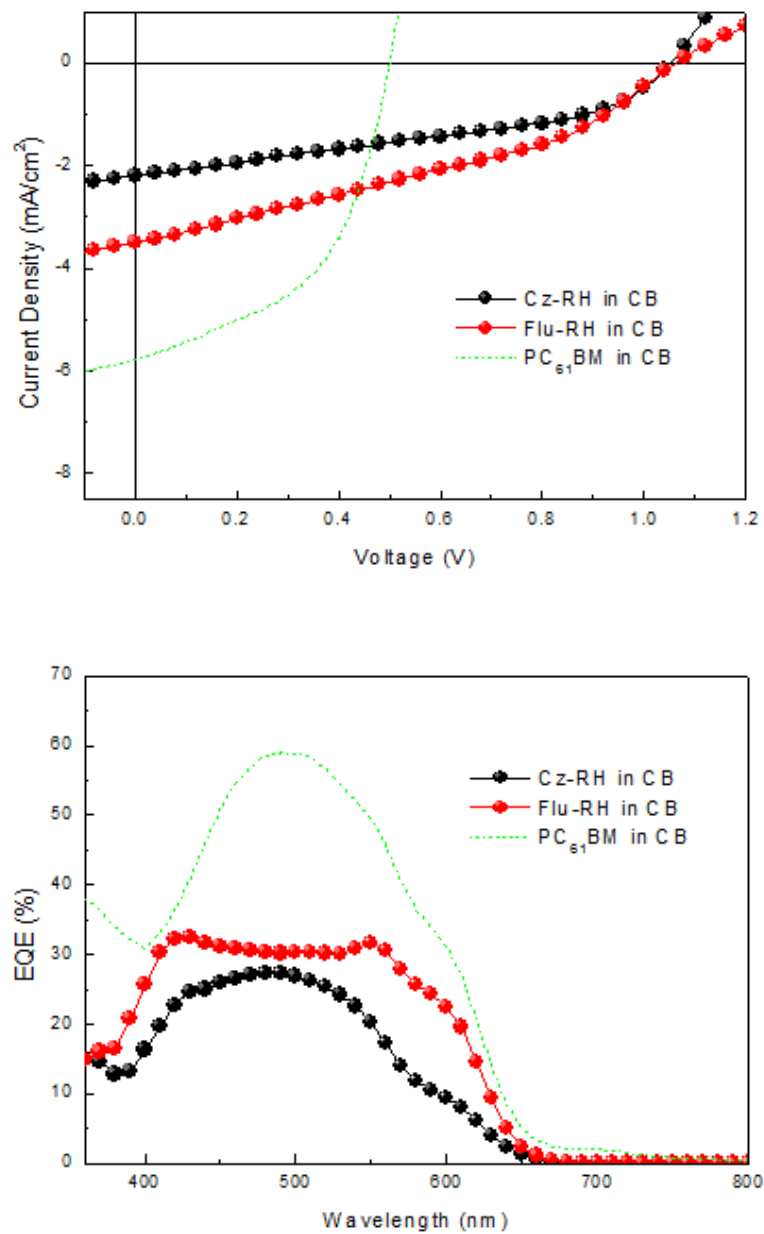 0
-2
-4
-6
-8
Current Density (mA/cm²)
Cz-RH in CB
Flu-RH in CB
PC₆₁BM in CB
0.0 0.2 0.4 0.6 0.8 1.0 1.2
Voltage (V)
70
60
50
40
30
20
10
0
EQE (%)
Cz-RH in CB
Flu-RH in CB
PC₆₁BM in CB
400 500 600 700 800
Wavelength (nm)